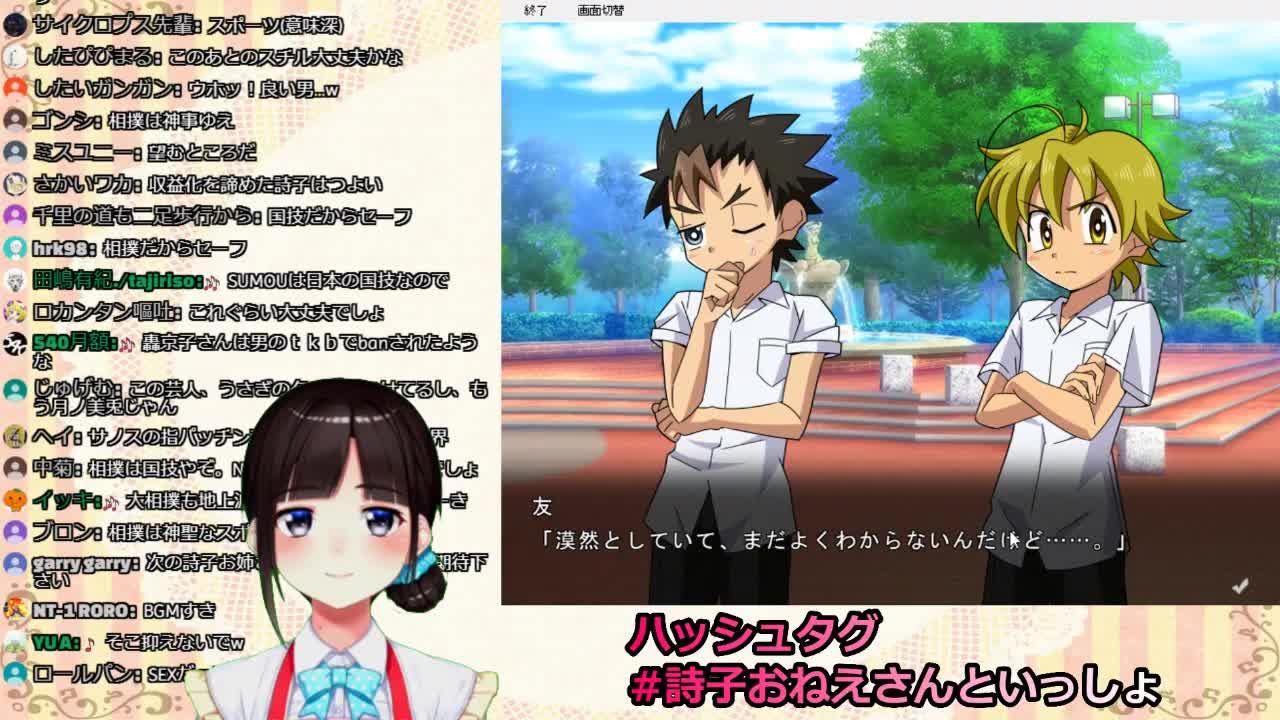 サイクロプス先輩: スポーツ(意味深)
したぴぴまる: このあとのスチル大丈夫かな
したいガンガン: ウホッ！良い男...w
ゴンシ: 相撲は神事ゆえ
ミスユニー: 望むところだ
さかいワカ: 収益化を諦めた詩子はつよい
千里の道も二足歩行から: 国技だからセーフ
hrk98: 相撲だからセーフ
田嶋有紀./tajiriso: SUMOUは日本の国技なので
ロカンタン嘔吐: これぐらい大丈夫でしょ
540月額: 轟京子さんは男のｔｋｂでbanされたような
じゅげむ: この芸人、うさぎの
せてるし、もう月ノ美兎じゃん
ヘイ: サノスの指パッチン
界
中菊: 相撲は国技やぞ。
しょ
イッキ: 大相撲も地上
き
ブロン: 相撲は神聖なスポ
garry garry: 次の詩子お姉
期待下さい
NT-1 RORO: BGMすき
YUA: そこ抑えないでw
ロールパン: SEX
終了 画面切替
友
「漠然としていて、まだよくわからないんだけど……。」
ハッシュタグ
#詩子おねえさんといっしょ